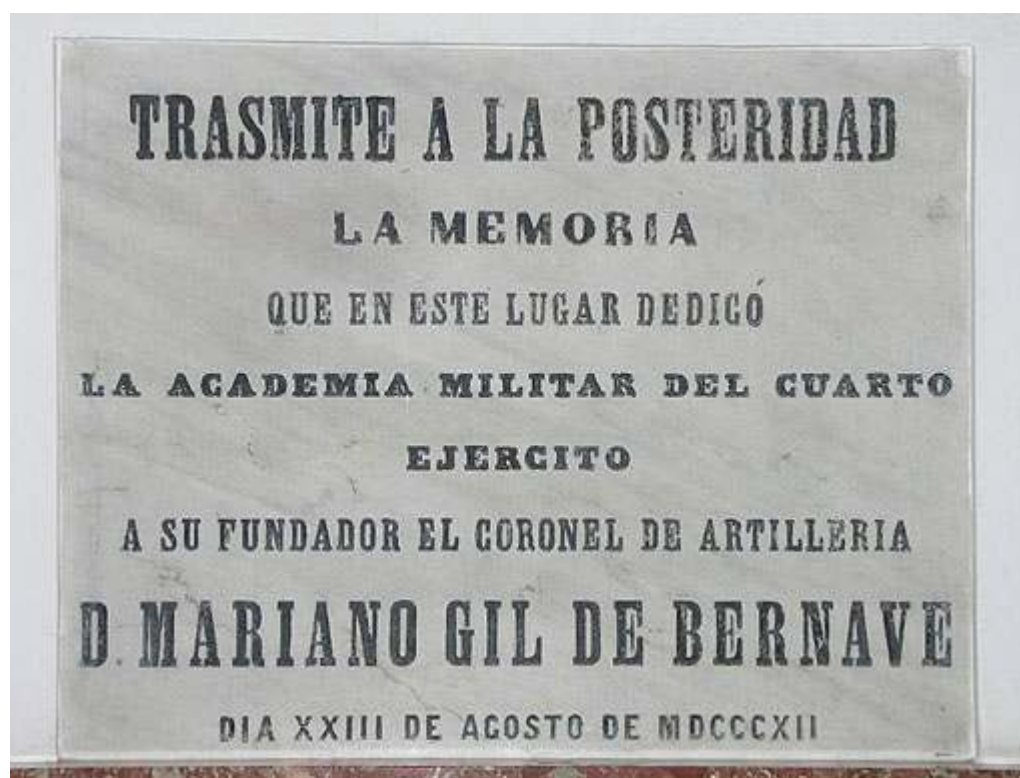 TRASMITE A LA POSTERIDAD
LA MEMORIA
QUE EN ESTE LUGAR DEDICÓ
LA ACADEMIA MILITAR DEL CUARTO
EJERCITO
A SU FUNDADOR EL CORONEL DE ARTILLERIA
D. MARIANO GIL DE BERNAVE
DIA XXIII DE AGOSTO DE MDCCCXII